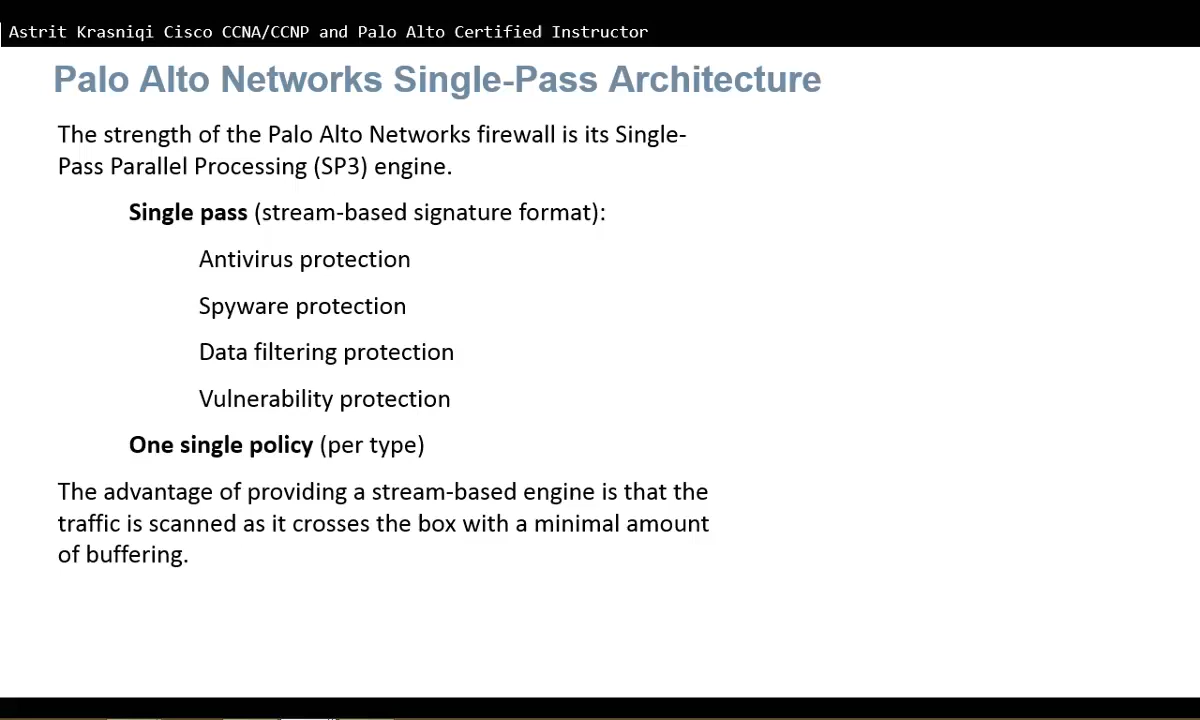 Astrit Krasniqi Cisco CCNA/CCNP and Palo Alto Certified Instructor
Palo Alto Networks Single-Pass Architecture
The strength of the Palo Alto Networks firewall is its Single-
Pass Parallel Processing (SP3) engine.
Single pass (stream-based signature format):
Antivirus protection
Spyware protection
Data filtering protection
Vulnerability protection
One single policy (per type)
The advantage of providing a stream-based engine is that the
traffic is scanned as it crosses the box with a minimal amount
of buffering.